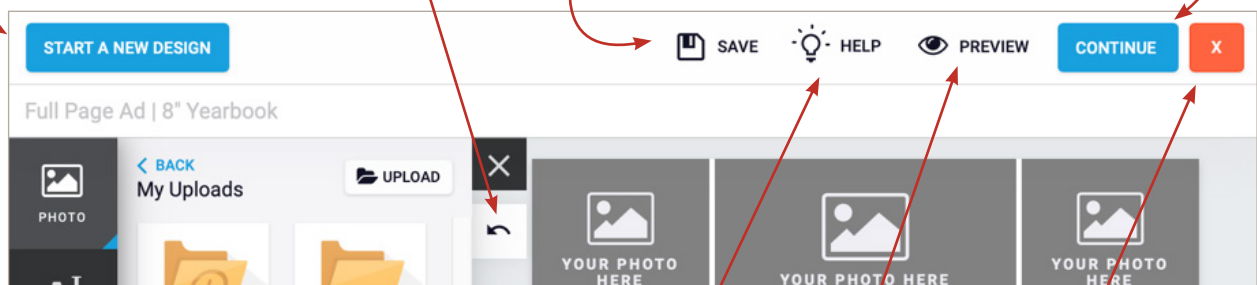 START A NEW DESIGN
SAVE
HELP
PREVIEW
CONTINUE
X
Full Page Ad | 8" Yearbook
BACK
My Uploads
UPLOAD
PHOTO
YOUR PHOTO
HERE
YOUR PHOTO HERE
YOUR PHOTO
HERE